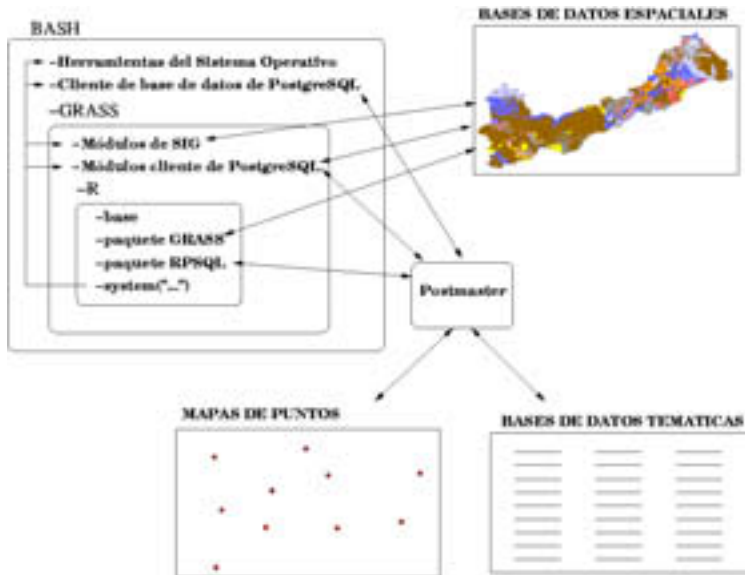 BASH
–Herramientas del Sistema Operativo
–Cliente de base de datos de PostgreSQL
–GRASS
–Módulos de SIG
–Módulos cliente de PostgreSQL
–R
–base
–paquete GRASS
–paquete RPSQL
–system("...")
BASES DE DATOS ESPACIALES
Postmaster
MAPAS DE PUNTOS
BASES DE DATOS TEMATICAS